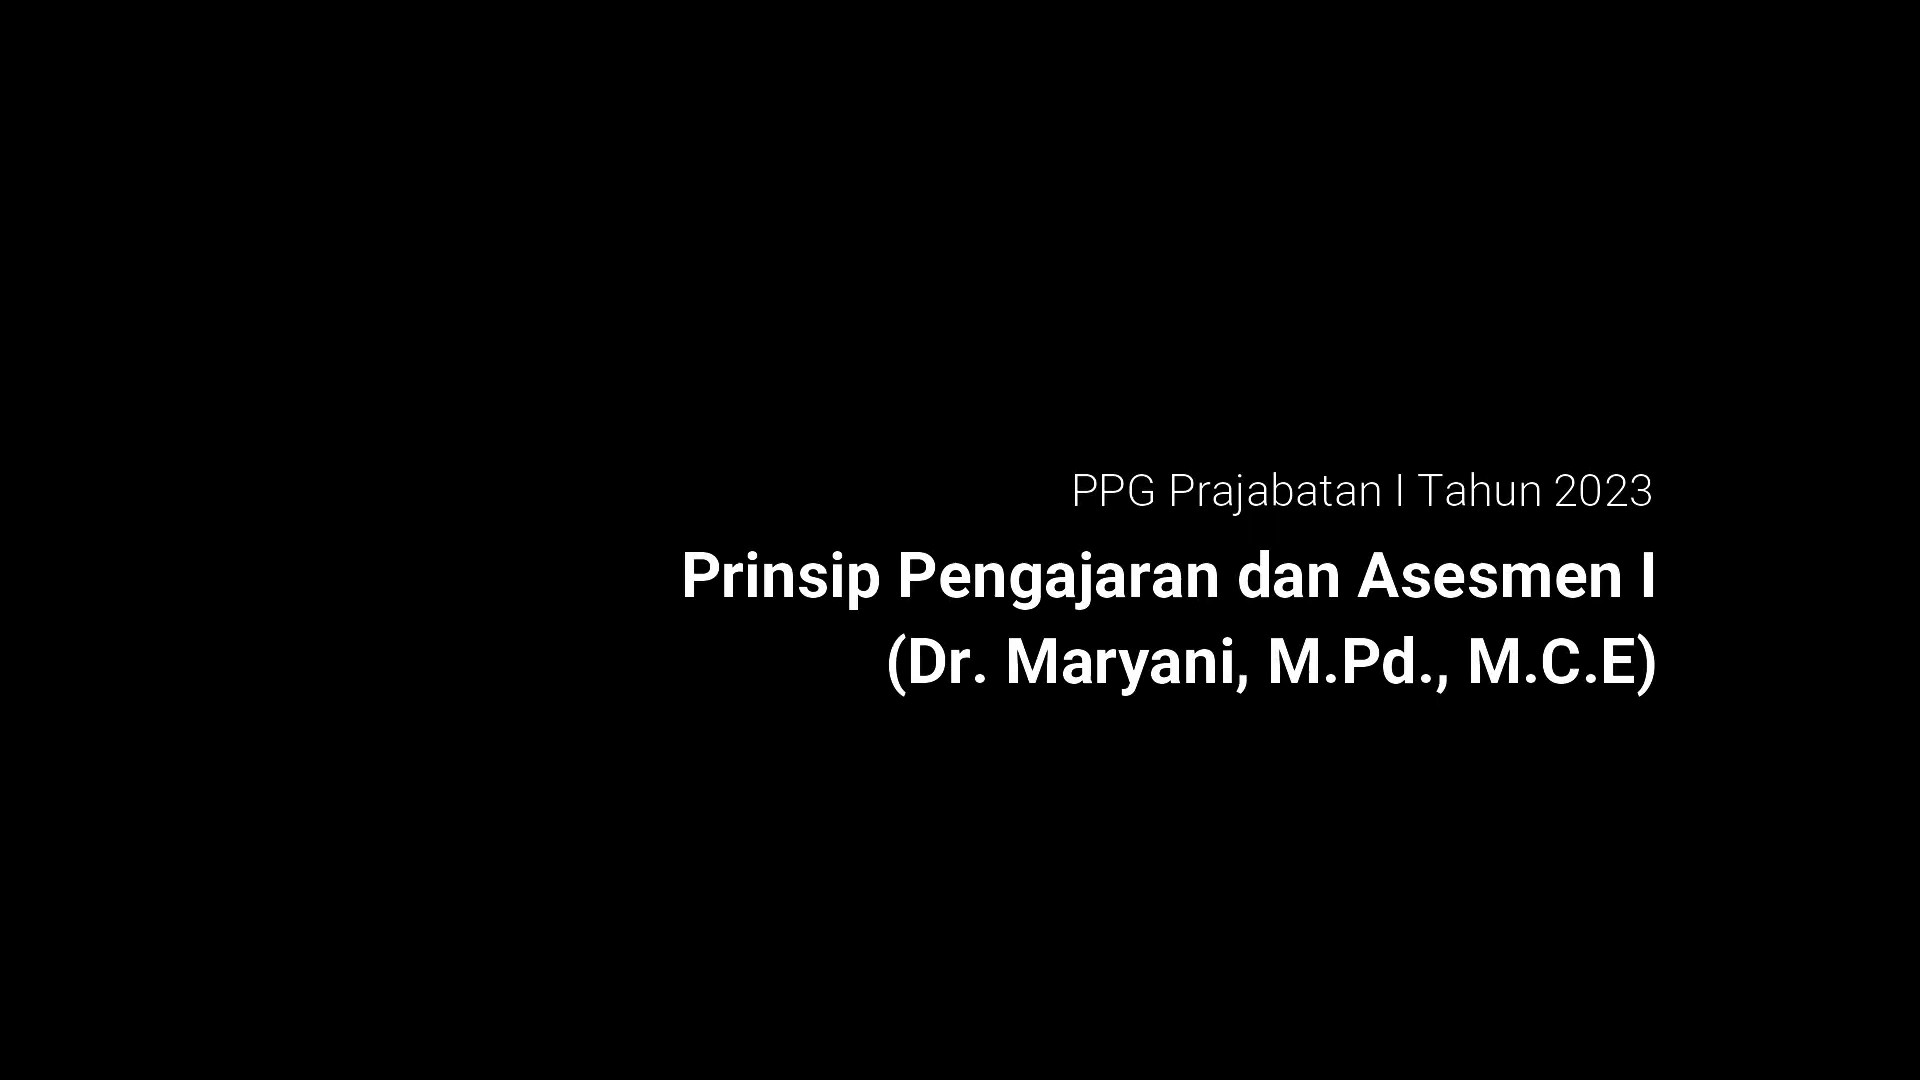 PPG Prajabatan I Tahun 2023
Prinsip Pengajaran dan Asesmen I
(Dr. Maryani, M.Pd., M.C.E)